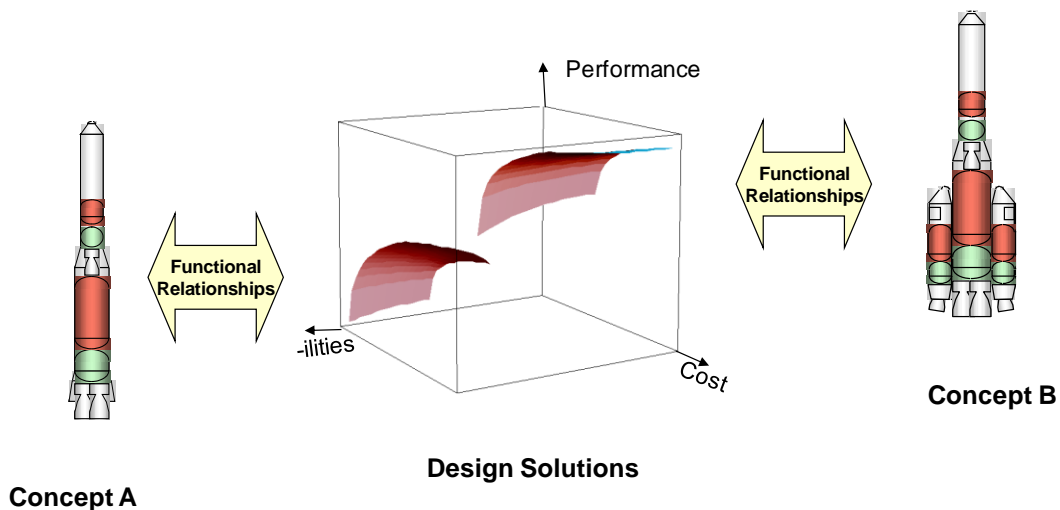 Performance
Functional
Relationships
Functional
Relationships
-ilities
Cost
Concept B
Design Solutions
Concept A